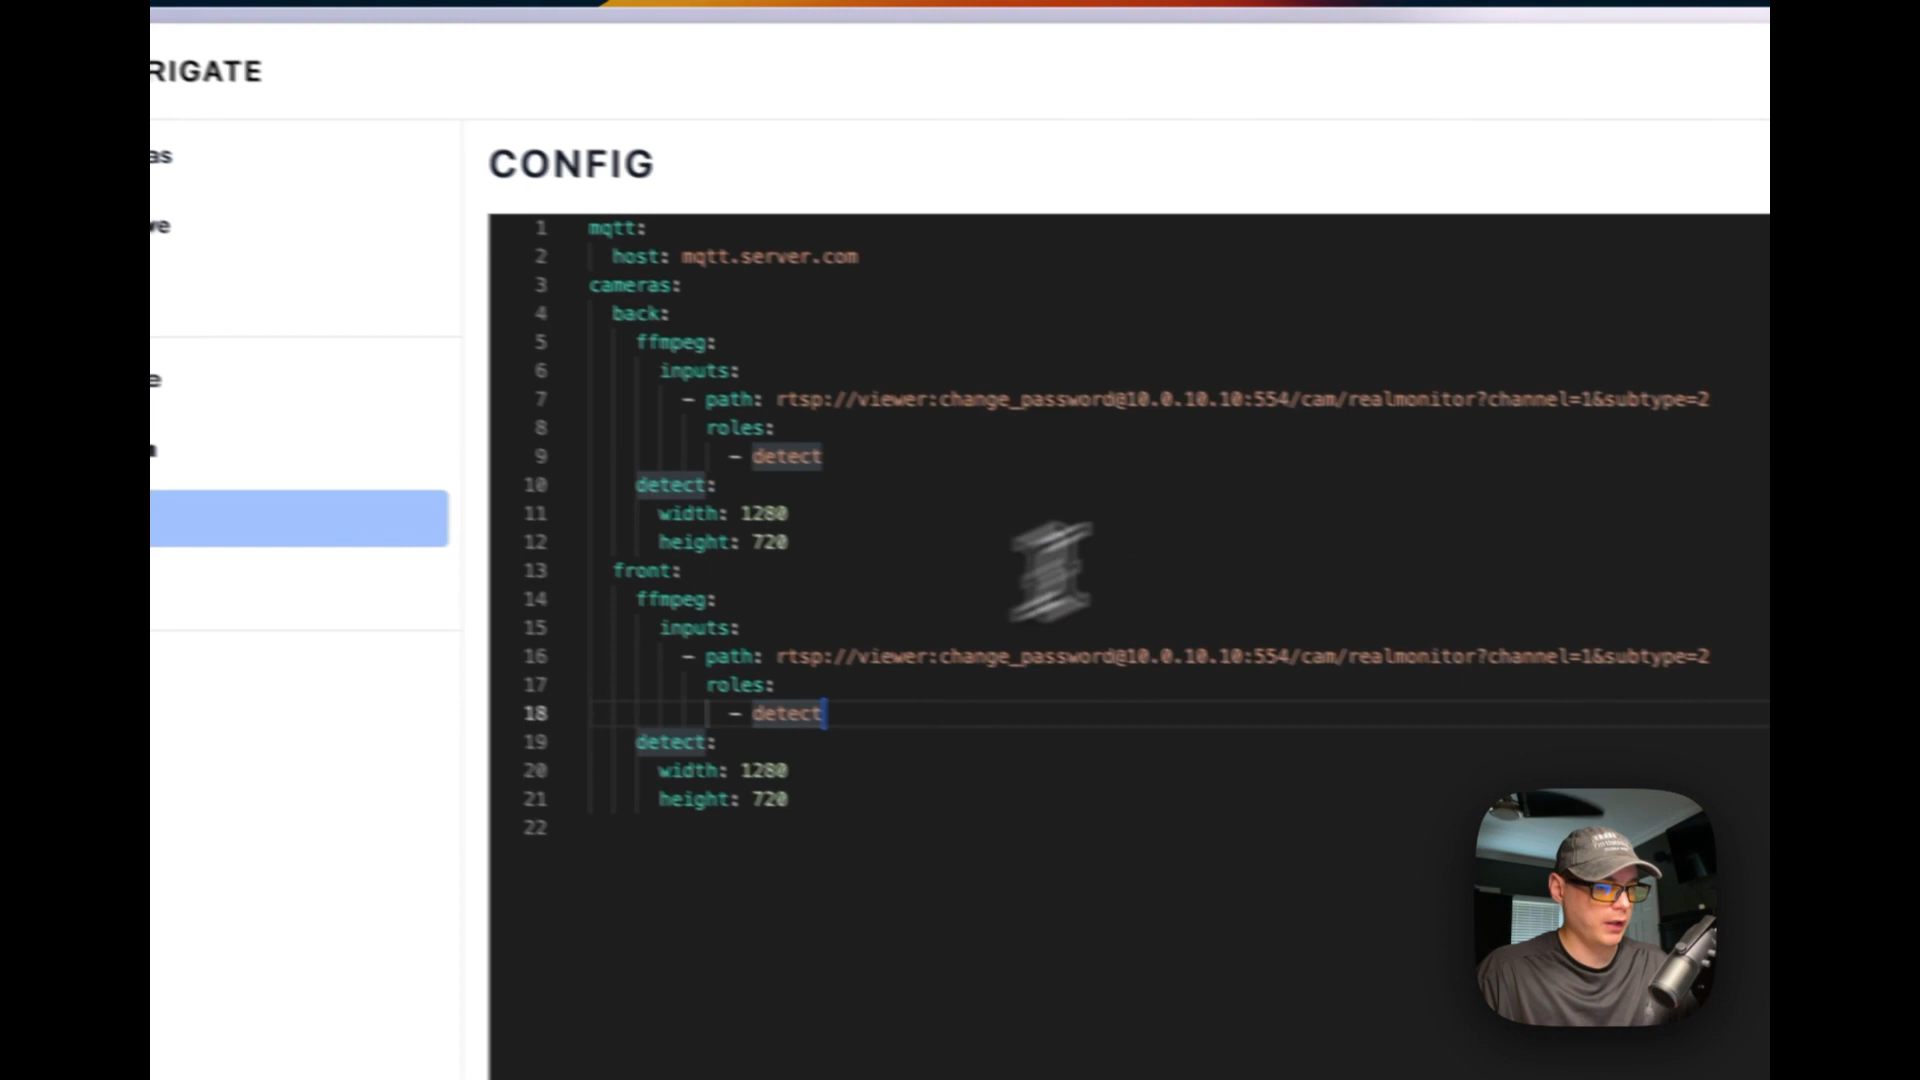 RIGATE
as
ve
e
CONFIG
1 mqtt:
2 host: mqtt.server.com
3 cameras:
4 back:
5 ffmpeg:
6 inputs:
7 - path: rtsp://viewer:change_password@10.0.10.10:554/cam/realmonitor?channel=1&subtype=2
8 roles:
9 - detect
10 detect:
11 width: 1280
12 height: 720
13 front:
14 ffmpeg:
15 inputs:
16 - path: rtsp://viewer:change_password@10.0.10.10:554/cam/realmonitor?channel=1&subtype=2
17 roles:
18 - detect
19 detect:
20 width: 1280
21 height: 720
22